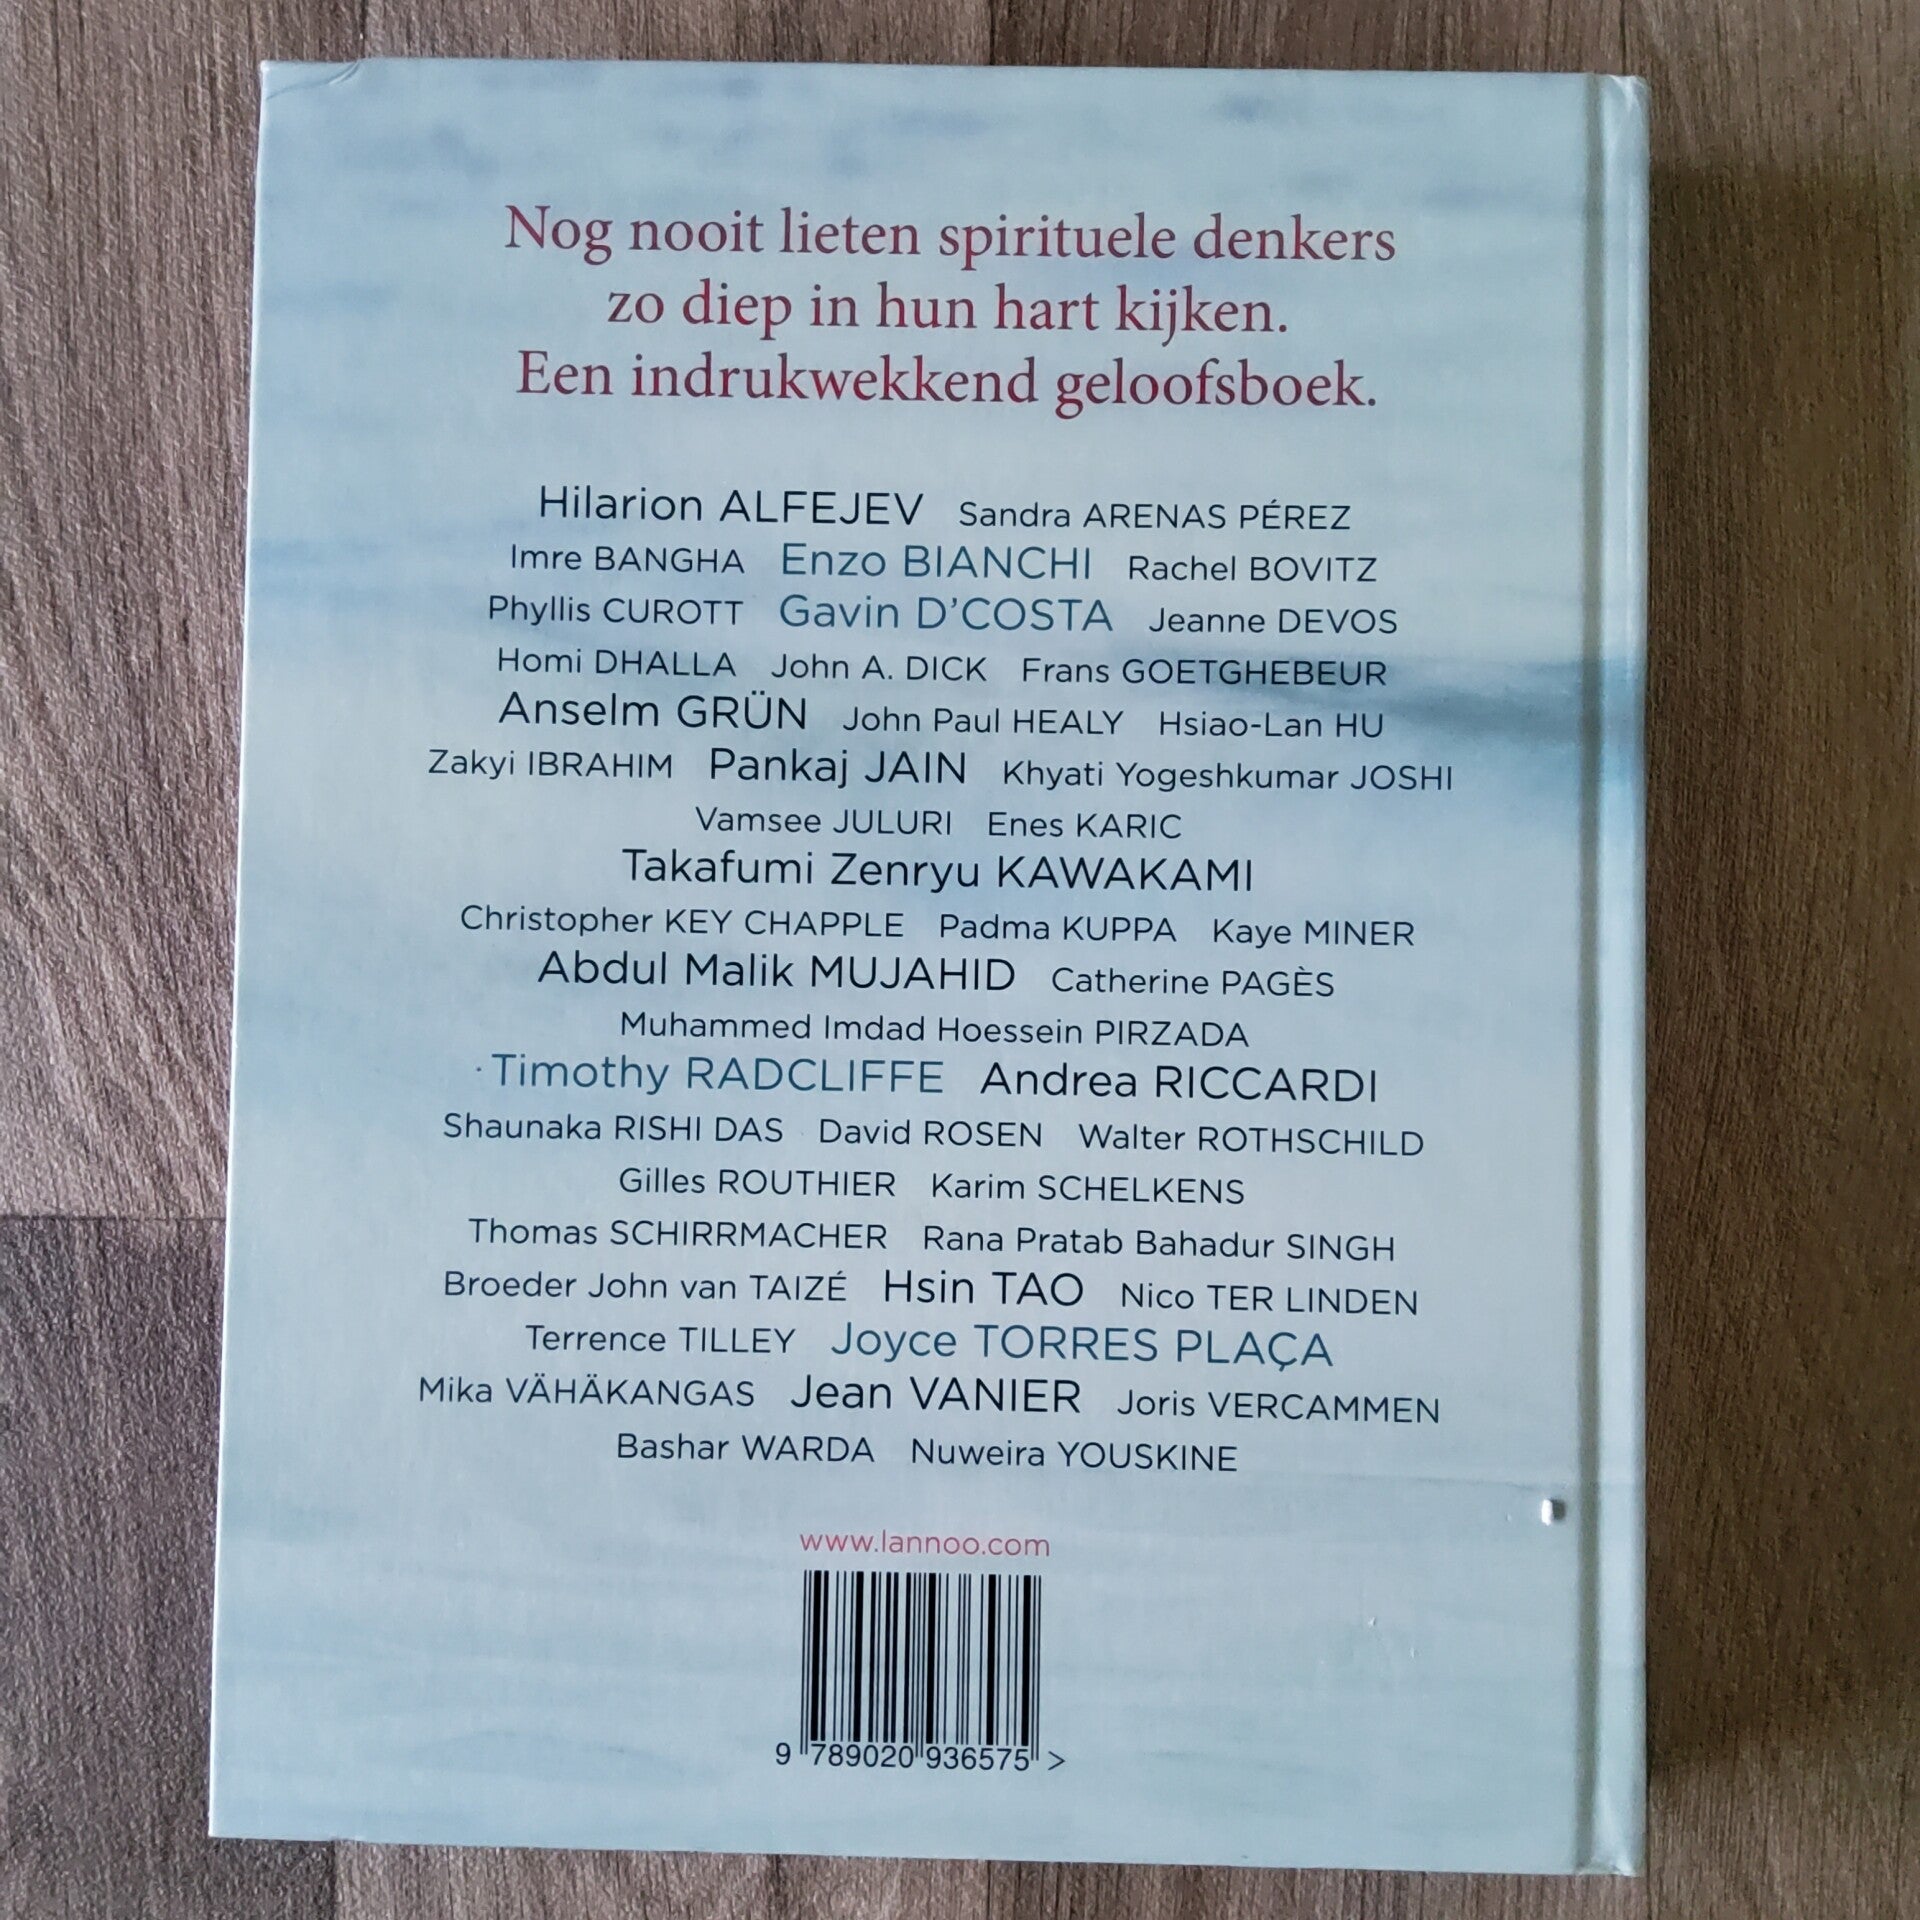 Nog nooit lieten spirituele denkers
zo diep in hun hart kijken.
Een indrukwekkend geloofsboek.
Hilarion ALFEJEV Sandra ARENAS PÉREZ
Imre BANGHA Enzo BIANCHI Rachel BOVITZ
Phyllis CUROTT Gavin D'COSTA Jeanne DEVOS
Homi DHALLA John A. DICK Frans GOETGHEBEUR
Anselm GRÜN John Paul HEALY Hsiao-Lan HU
Zakyi IBRAHIM Pankaj JAIN Khyati Yogeshkumar JOSHI
Vamsee JULURI Enes KARIC
Takafumi Zenryu KAWAKAMI
Christopher KEY CHAPPLE Padma KUPPA Kaye MINER
Abdul Malik MUJAHID Catherine PAGÈS
Muhammed Imdad Hoessein PIRZADA
Timothy RADCLIFFE Andrea RICCARDI
Shaunaka RISHI DAS David ROSEN Walter ROTHSCHILD
Gilles ROUTHIER Karim SCHELKENS
Thomas SCHIRRMACHER Rana Pratab Bahadur SINGH
Broeder John van TAIZÉ Hsin TAO Nico TER LINDEN
Terrence TILLEY Joyce TORRES PLAÇA
Mika VÄHÄKANGAS Jean VANIER Joris VERCAMMEN
Bashar WARDA Nuweira YOUSKINE
www.lannoo.com
9 789020 936575 >